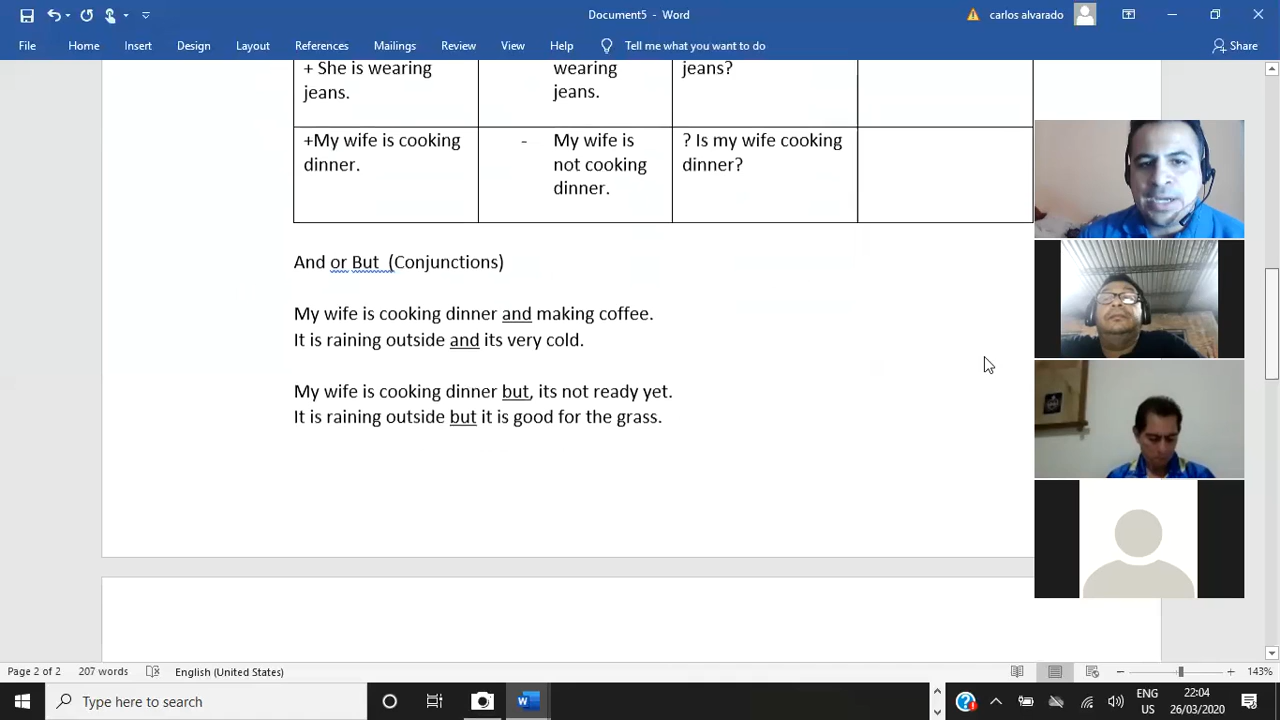 Document5 - Word
carlos alvarado
File Home Insert Design Layout References Mailings Review View Help Tell me what you want to do Share
+ She is wearing
jeans.
wearing
jeans.
jeans?
+My wife is cooking
dinner.
- My wife is
not cooking
dinner.
? Is my wife cooking
dinner?
And or But (Conjunctions)
My wife is cooking dinner and making coffee.
It is raining outside and its very cold.
My wife is cooking dinner but, its not ready yet.
It is raining outside but it is good for the grass.
Page 2 of 2 207 words English (United States) 143%
Type here to search
ENG
US
22:04
26/03/2020